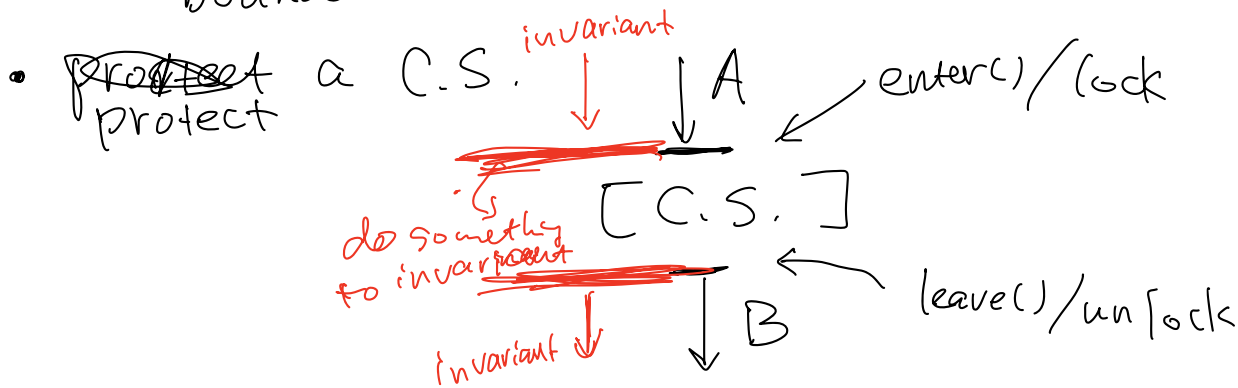 invariant
• a C.S. A enter()/lock
protect
[C.S.]
do something
to invariant
leave()/unlock
B
invariant